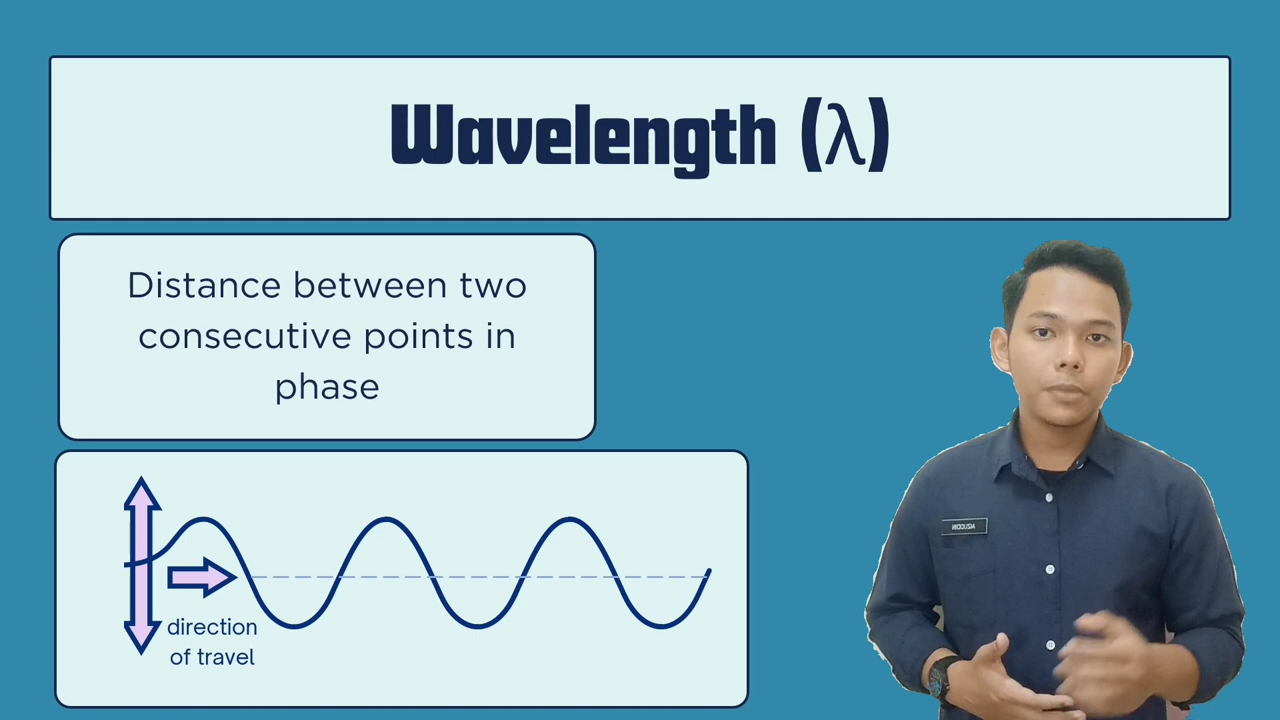 Wavelength (λ)
Distance between two
consecutive points in
phase
direction
of travel